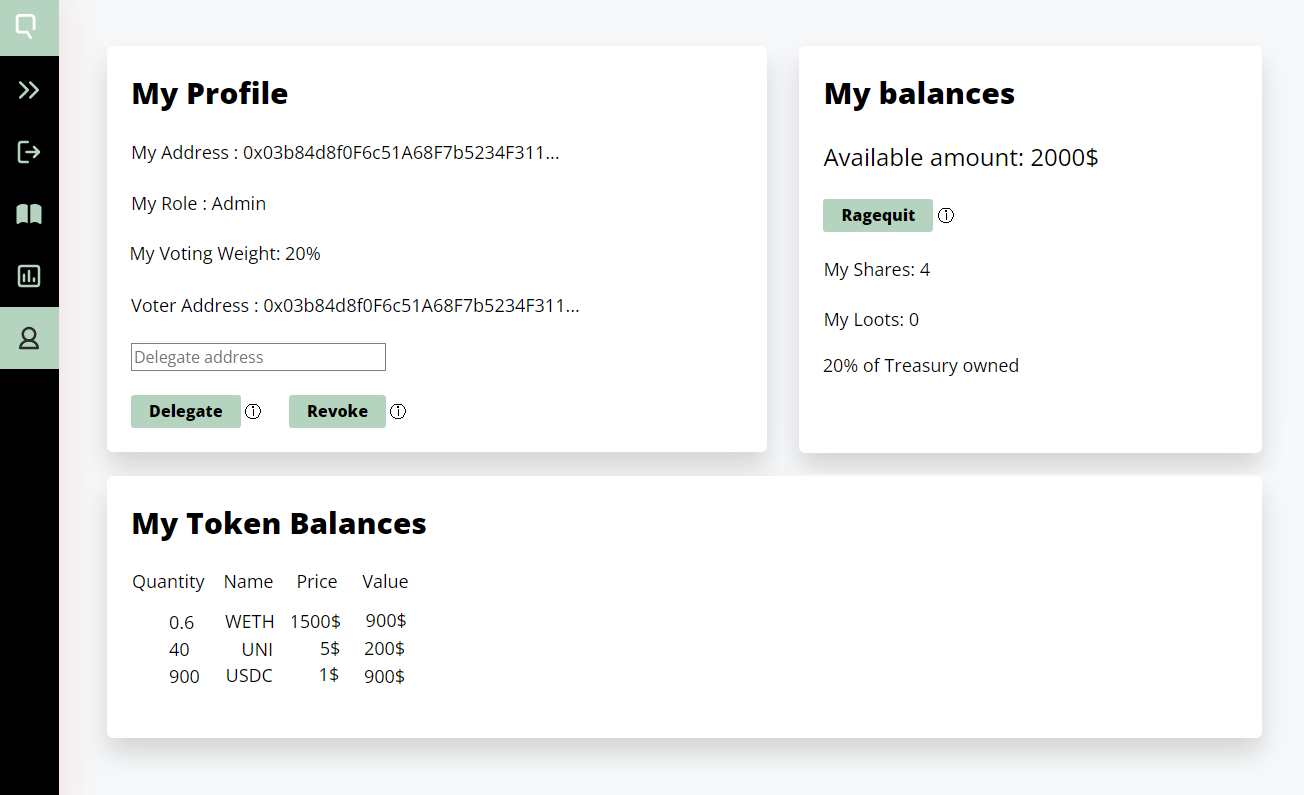 My Profile
My Address : 0x03b84d8f0F6c51A68F7b5234F311...
My Role : Admin
My Voting Weight: 20%
Voter Address : 0x03b84d8f0F6c51A68F7b5234F311...
Delegate address
Delegate ⓘ Revoke ⓘ
My balances
Available amount: 2000$
Ragequit ⓘ
My Shares: 4
My Loots: 0
20% of Treasury owned
My Token Balances
Quantity Name Price Value
0.6 WETH 1500$ 900$
40 UNI 5$ 200$
900 USDC 1$ 900$